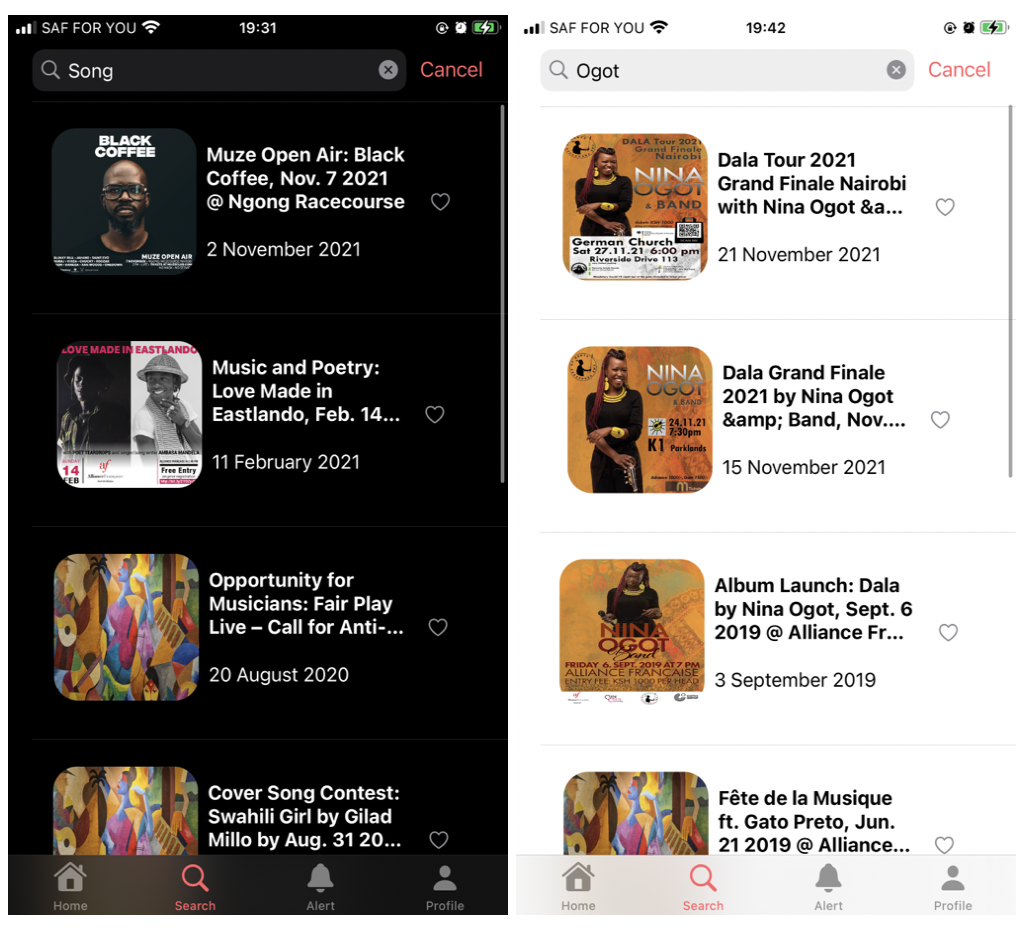 SAF FOR YOU
19:31
Song
Cancel
BLACK
COFFEE
MUZE OPEN AIR
Muze Open Air: Black
Coffee, Nov. 7 2021
@ Ngong Racecourse
2 November 2021
LOVE MADE IN EASTLANDO
14
FEB
Free Entry
Music and Poetry:
Love Made in
Eastlando, Feb. 14...
11 February 2021
Opportunity for
Musicians: Fair Play
Live – Call for Anti-...
20 August 2020
Cover Song Contest:
Swahili Girl by Gilad
Millo by Aug. 31 20...
Home
Search
Alert
Profile
SAF FOR YOU
19:42
Ogot
Cancel
DALA Tour 2021
Grand Finale
Nairobi
NINA
OGOT
& BAND
German Church
Sat 27.11.21 6:00 pm
Riverside Drive 113
Dala Tour 2021
Grand Finale Nairobi
with Nina Ogot &a...
21 November 2021
NINA
OGOT
& BAND
24.11.21
7:30pm
K1 Parklands
Dala Grand Finale
2021 by Nina Ogot
&amp; Band, Nov....
15 November 2021
NINA
OGOT
Band
FRIDAY 6. SEPT. 2019 AT 7 PM
ALLIANCE FRANCAISE
ENTRY FEE: KSH 1000 PER HEAD
Album Launch: Dala
by Nina Ogot, Sept. 6
2019 @ Alliance Fr...
3 September 2019
Fête de la Musique
ft. Gato Preto, Jun.
21 2019 @ Alliance...
Home
Search
Alert
Profile